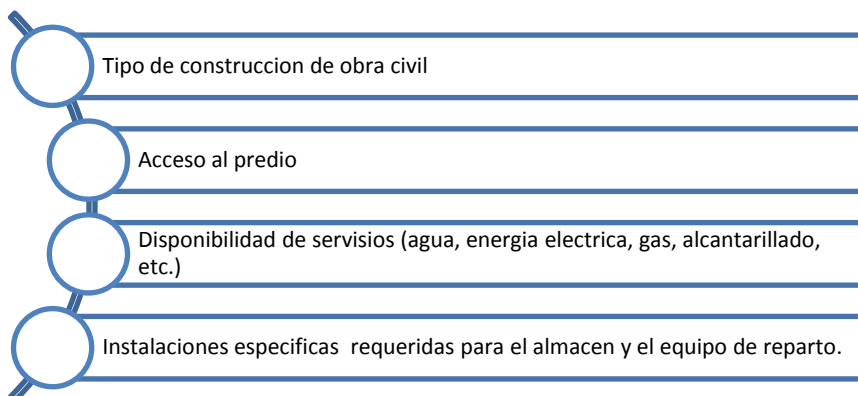 Tipo de construccion de obra civil
Acceso al predio
Disponibilidad de servisios (agua, energia electrica, gas, alcantarillado,
etc.)
Instalaciones especificas  requeridas para el almacen y el equipo de reparto.